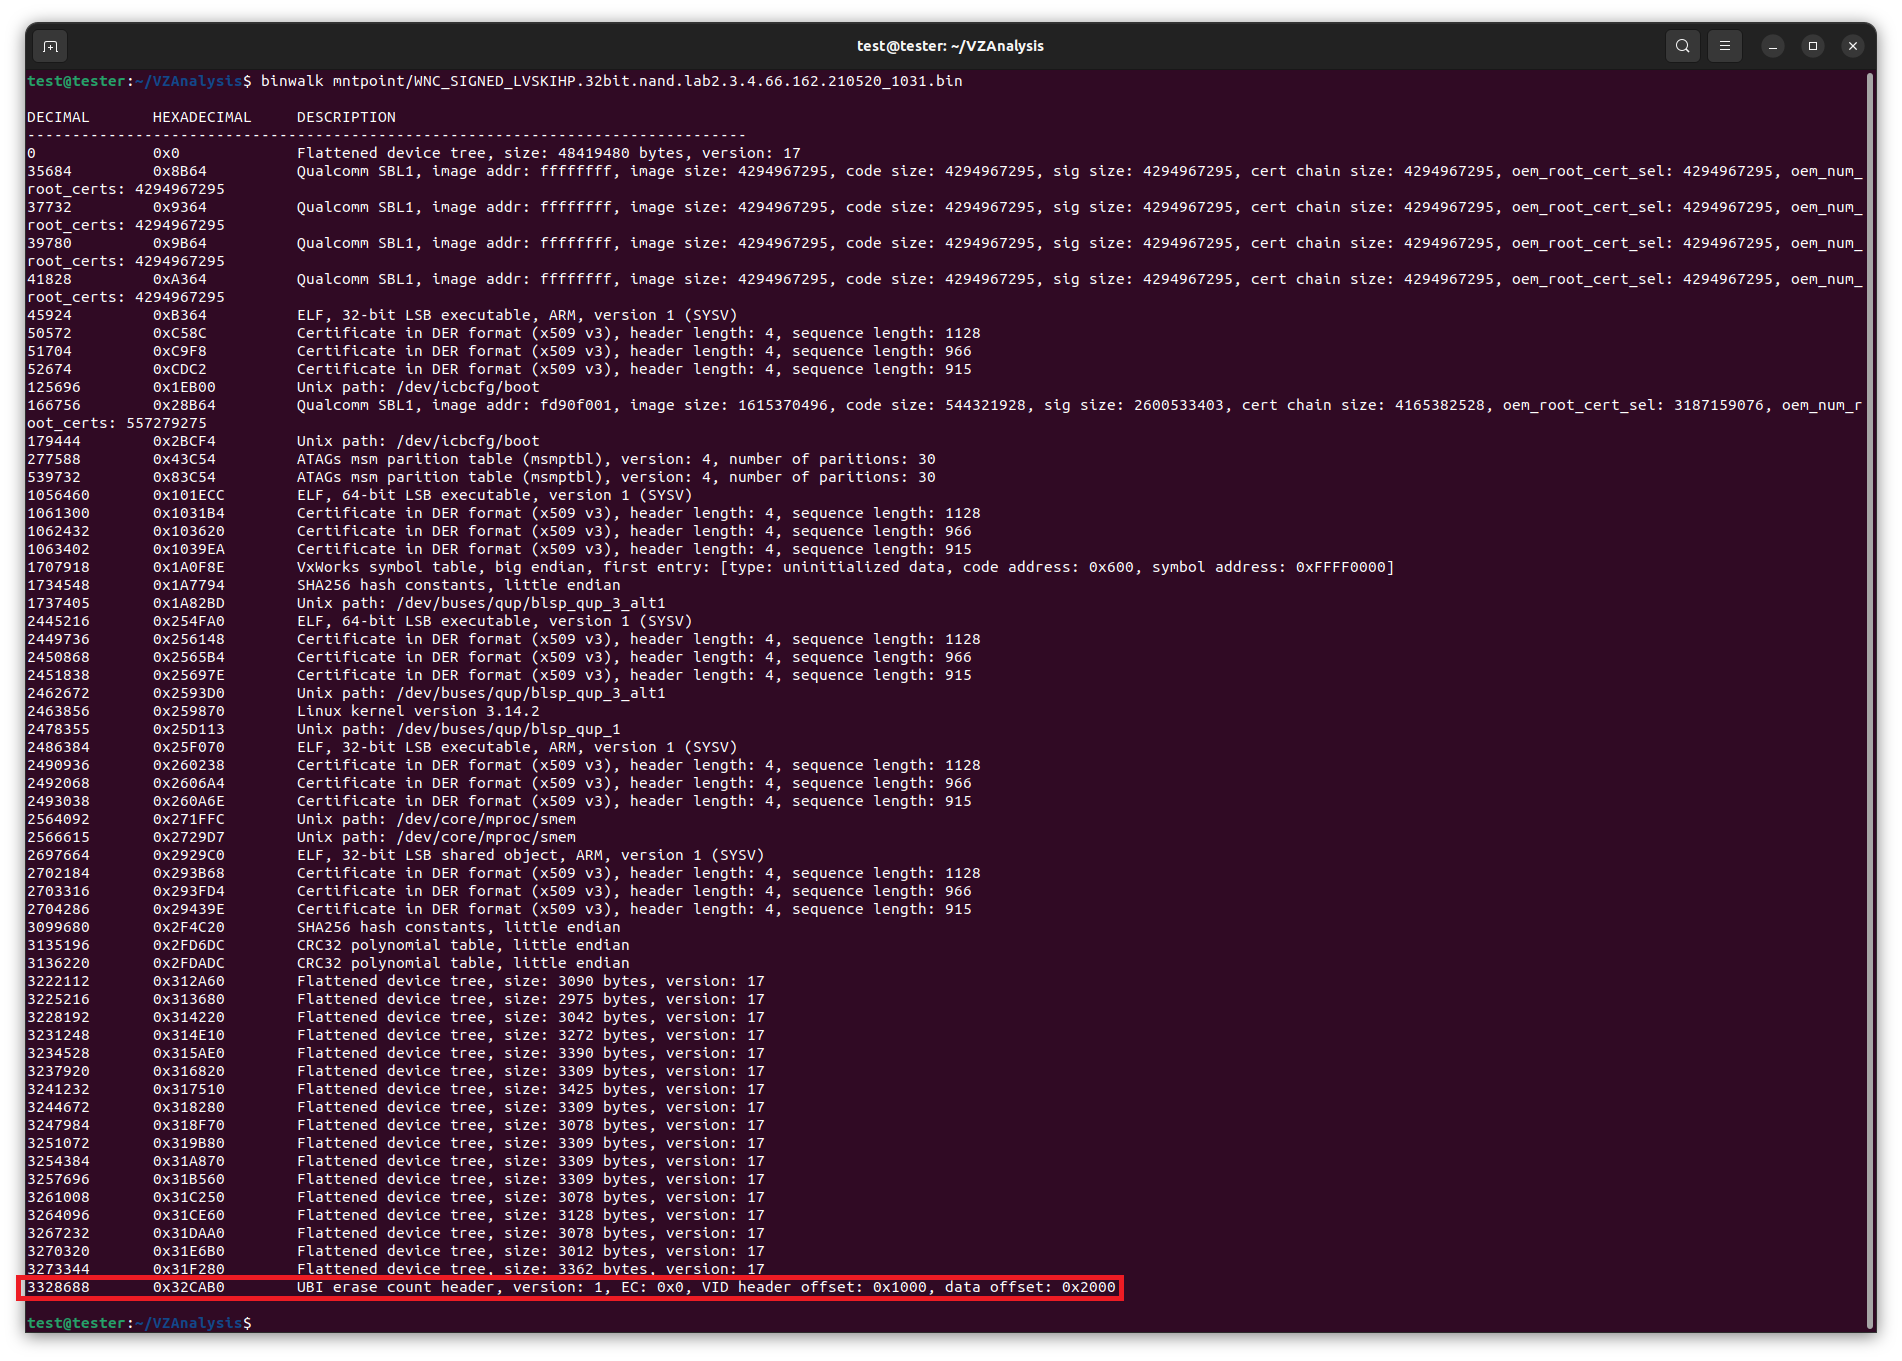 test@tester: ~/VZAnalysis
test@tester:~/VZAnalysis$ binwalk mntpoint/WNC_SIGNED_LVSKIHP.32bit.nand.lab2.3.4.66.162.210520_1031.bin
DECIMAL       HEXADECIMAL     DESCRIPTION
--------------------------------------------------------------------------------
0             0x0             Flattened device tree, size: 48419480 bytes, version: 17
35684         0x8B64          Qualcomm SBL1, image addr: ffffffff, image size: 4294967295, code size: 4294967295, sig size: 4294967295, cert chain size: 4294967295, oem_root_cert_sel: 4294967295, oem_num_
root_certs: 4294967295
37732         0x9364          Qualcomm SBL1, image addr: ffffffff, image size: 4294967295, code size: 4294967295, sig size: 4294967295, cert chain size: 4294967295, oem_root_cert_sel: 4294967295, oem_num_
root_certs: 4294967295
39780         0x9B64          Qualcomm SBL1, image addr: ffffffff, image size: 4294967295, code size: 4294967295, sig size: 4294967295, cert chain size: 4294967295, oem_root_cert_sel: 4294967295, oem_num_
root_certs: 4294967295
41828         0xA364          Qualcomm SBL1, image addr: ffffffff, image size: 4294967295, code size: 4294967295, sig size: 4294967295, cert chain size: 4294967295, oem_root_cert_sel: 4294967295, oem_num_
root_certs: 4294967295
45924         0xB364          ELF, 32-bit LSB executable, ARM, version 1 (SYSV)
50572         0xC58C          Certificate in DER format (x509 v3), header length: 4, sequence length: 1128
51704         0xC9F8          Certificate in DER format (x509 v3), header length: 4, sequence length: 966
52674         0xCDC2          Certificate in DER format (x509 v3), header length: 4, sequence length: 915
125696        0x1EB00         Unix path: /dev/icbcfg/boot
166756        0x28B64         Qualcomm SBL1, image addr: fd90f001, image size: 1615370496, code size: 544321928, sig size: 2600533403, cert chain size: 4165382528, oem_root_cert_sel: 3187159076, oem_num_r
oot_certs: 557279275
179444        0x2BCF4         Unix path: /dev/icbcfg/boot
277588        0x43C54         ATAGs msm parition table (msmptbl), version: 4, number of paritions: 30
539732        0x83C54         ATAGs msm parition table (msmptbl), version: 4, number of paritions: 30
1056460       0x101ECC        ELF, 64-bit LSB executable, version 1 (SYSV)
1061300       0x1031B4        Certificate in DER format (x509 v3), header length: 4, sequence length: 1128
1062432       0x103620        Certificate in DER format (x509 v3), header length: 4, sequence length: 966
1063402       0x1039EA        Certificate in DER format (x509 v3), header length: 4, sequence length: 915
1707918       0x1A0F8E        VxWorks symbol table, big endian, first entry: [type: uninitialized data, code address: 0x600, symbol address: 0xFFFF0000]
1734548       0x1A7794        SHA256 hash constants, little endian
1737405       0x1A82BD        Unix path: /dev/buses/qup/blsp_qup_3_alt1
2445216       0x254FA0        ELF, 64-bit LSB executable, version 1 (SYSV)
2449736       0x256148        Certificate in DER format (x509 v3), header length: 4, sequence length: 1128
2450868       0x2565B4        Certificate in DER format (x509 v3), header length: 4, sequence length: 966
2451838       0x25697E        Certificate in DER format (x509 v3), header length: 4, sequence length: 915
2462672       0x2593D0        Unix path: /dev/buses/qup/blsp_qup_3_alt1
2463856       0x259870        Linux kernel version 3.14.2
2478355       0x25D113        Unix path: /dev/buses/qup/blsp_qup_1
2486384       0x25F070        ELF, 32-bit LSB executable, ARM, version 1 (SYSV)
2490936       0x260238        Certificate in DER format (x509 v3), header length: 4, sequence length: 1128
2492068       0x2606A4        Certificate in DER format (x509 v3), header length: 4, sequence length: 966
2493038       0x260A6E        Certificate in DER format (x509 v3), header length: 4, sequence length: 915
2564092       0x271FFC        Unix path: /dev/core/mproc/smem
2566615       0x2729D7        Unix path: /dev/core/mproc/smem
2697664       0x2929C0        ELF, 32-bit LSB shared object, ARM, version 1 (SYSV)
2702184       0x293B68        Certificate in DER format (x509 v3), header length: 4, sequence length: 1128
2703316       0x293FD4        Certificate in DER format (x509 v3), header length: 4, sequence length: 966
2704286       0x29439E        Certificate in DER format (x509 v3), header length: 4, sequence length: 915
3099680       0x2F4C20        SHA256 hash constants, little endian
3135196       0x2FD6DC        CRC32 polynomial table, little endian
3136220       0x2FDADC        CRC32 polynomial table, little endian
3222112       0x312A60        Flattened device tree, size: 3090 bytes, version: 17
3225216       0x313680        Flattened device tree, size: 2975 bytes, version: 17
3228192       0x314220        Flattened device tree, size: 3042 bytes, version: 17
3231248       0x314E10        Flattened device tree, size: 3272 bytes, version: 17
3234528       0x315AE0        Flattened device tree, size: 3390 bytes, version: 17
3237920       0x316820        Flattened device tree, size: 3309 bytes, version: 17
3241232       0x317510        Flattened device tree, size: 3425 bytes, version: 17
3244672       0x318280        Flattened device tree, size: 3309 bytes, version: 17
3247984       0x318F70        Flattened device tree, size: 3078 bytes, version: 17
3251072       0x319B80        Flattened device tree, size: 3309 bytes, version: 17
3254384       0x31A870        Flattened device tree, size: 3309 bytes, version: 17
3257696       0x31B560        Flattened device tree, size: 3309 bytes, version: 17
3261008       0x31C250        Flattened device tree, size: 3078 bytes, version: 17
3264096       0x31CE60        Flattened device tree, size: 3128 bytes, version: 17
3267232       0x31DAA0        Flattened device tree, size: 3078 bytes, version: 17
3270320       0x31E6B0        Flattened device tree, size: 3012 bytes, version: 17
3273344       0x31F280        Flattened device tree, size: 3362 bytes, version: 17
3328688       0x32CAB0        UBI erase count header, version: 1, EC: 0x0, VID header offset: 0x1000, data offset: 0x2000
test@tester:~/VZAnalysis$